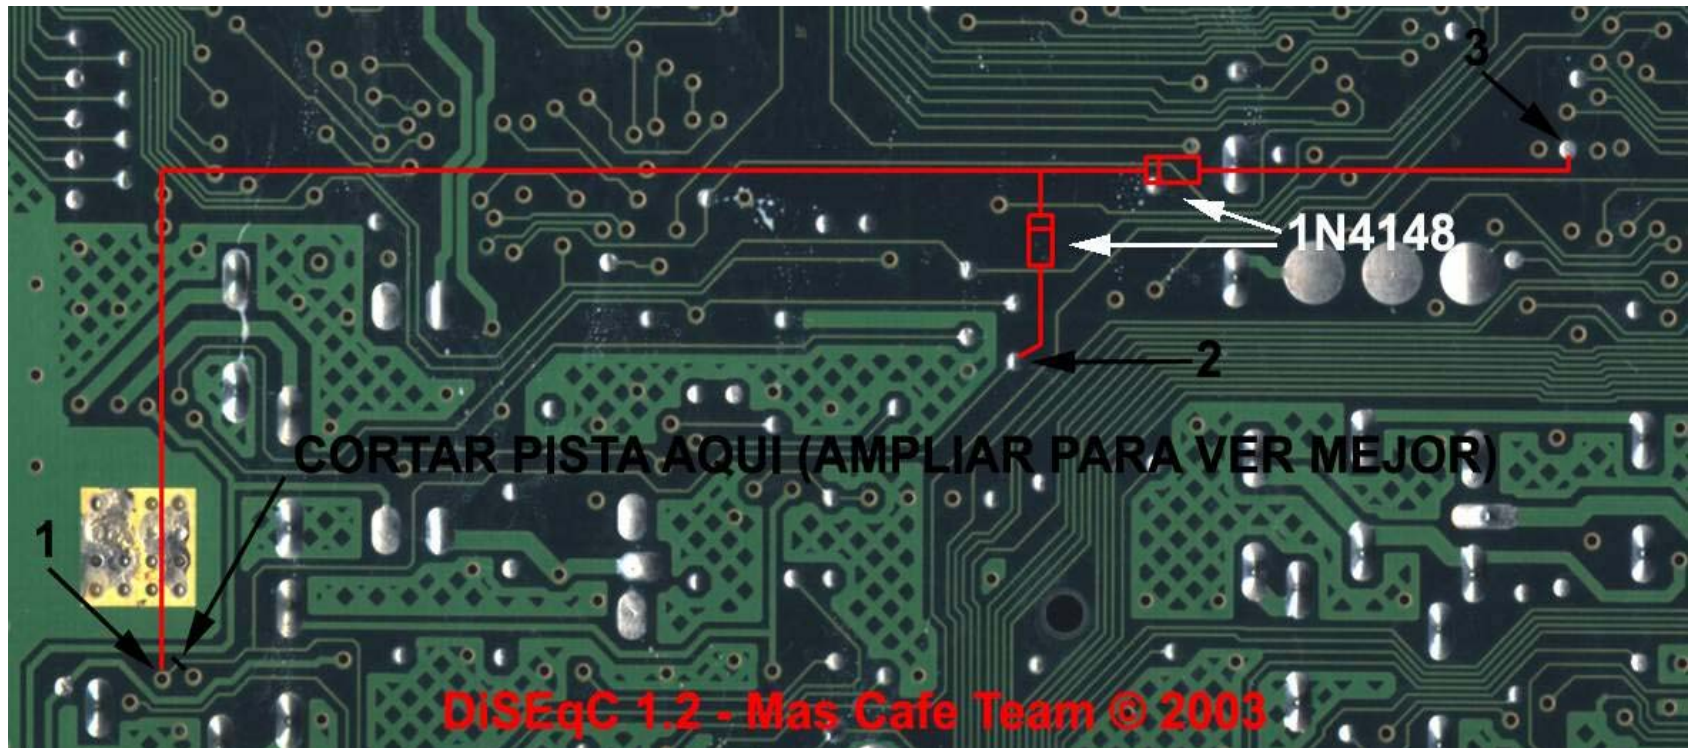 3
1N4148
2
CORTAR PISTA AQUI (AMPLIAR PARA VER MEJOR)
1
DiSEqC 1.2 - Mas Cafe Team © 2003